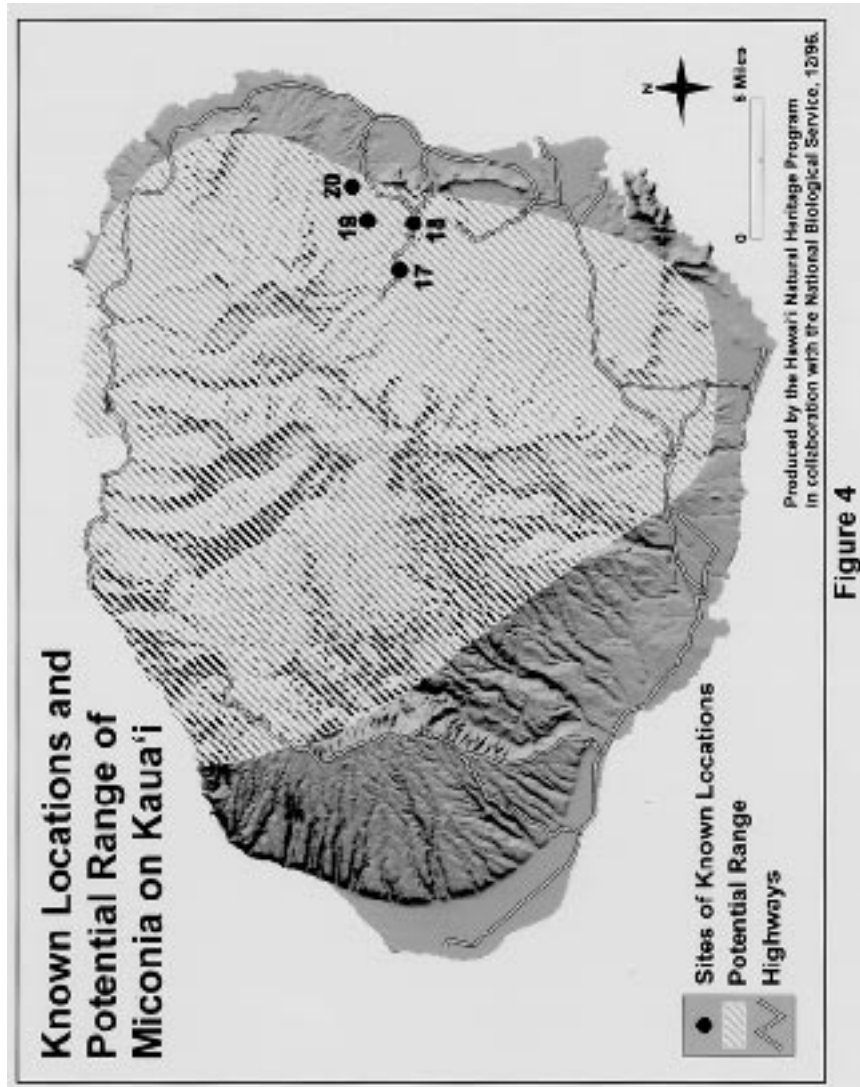 Known Locations and
Potential Range of
Miconia on Kaua'i
20
19
18
17
N
0 5 Miles
Sites of Known Locations
Potential Range
Highways
Produced by the Hawai'i Natural Heritage Program
in collaboration with the National Biological Service, 12/96.
Figure 4